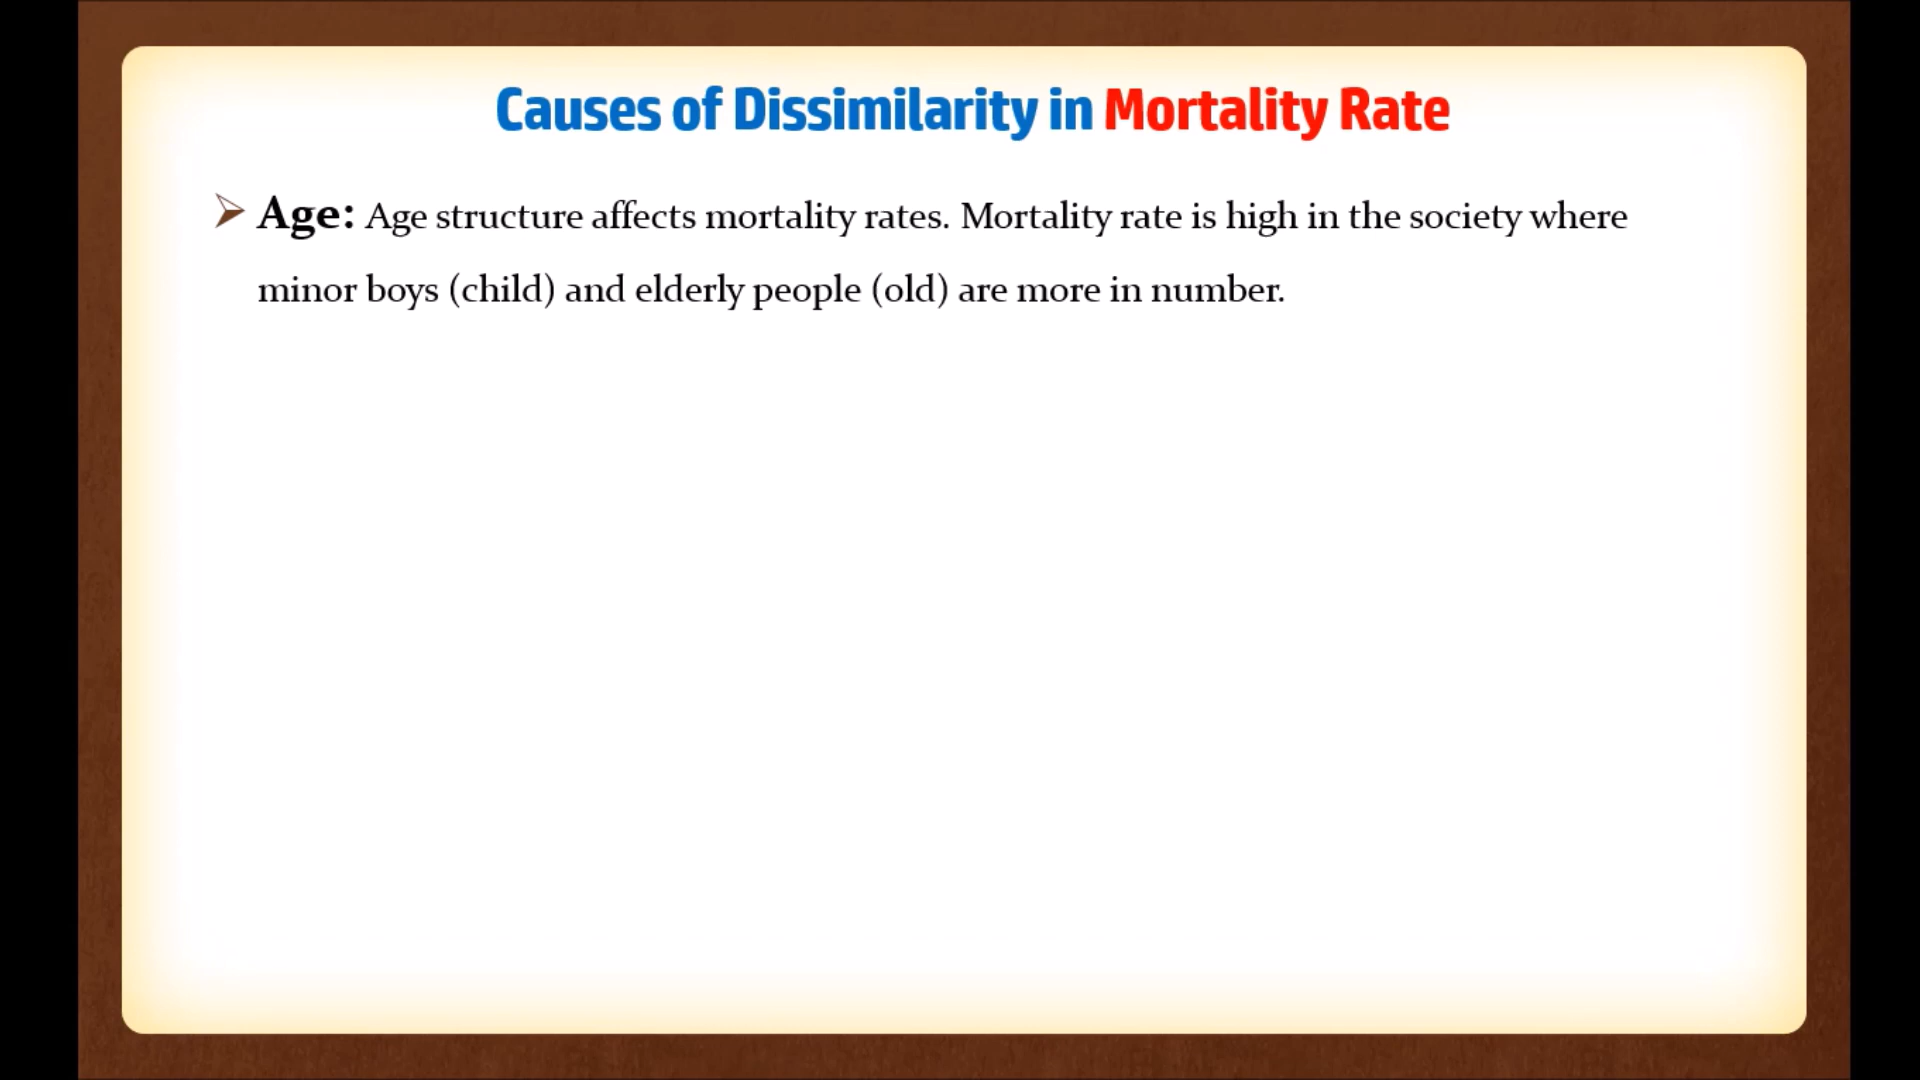 Causes of Dissimilarity in Mortality Rate
Age: Age structure affects mortality rates. Mortality rate is high in the society where
minor boys (child) and elderly people (old) are more in number.